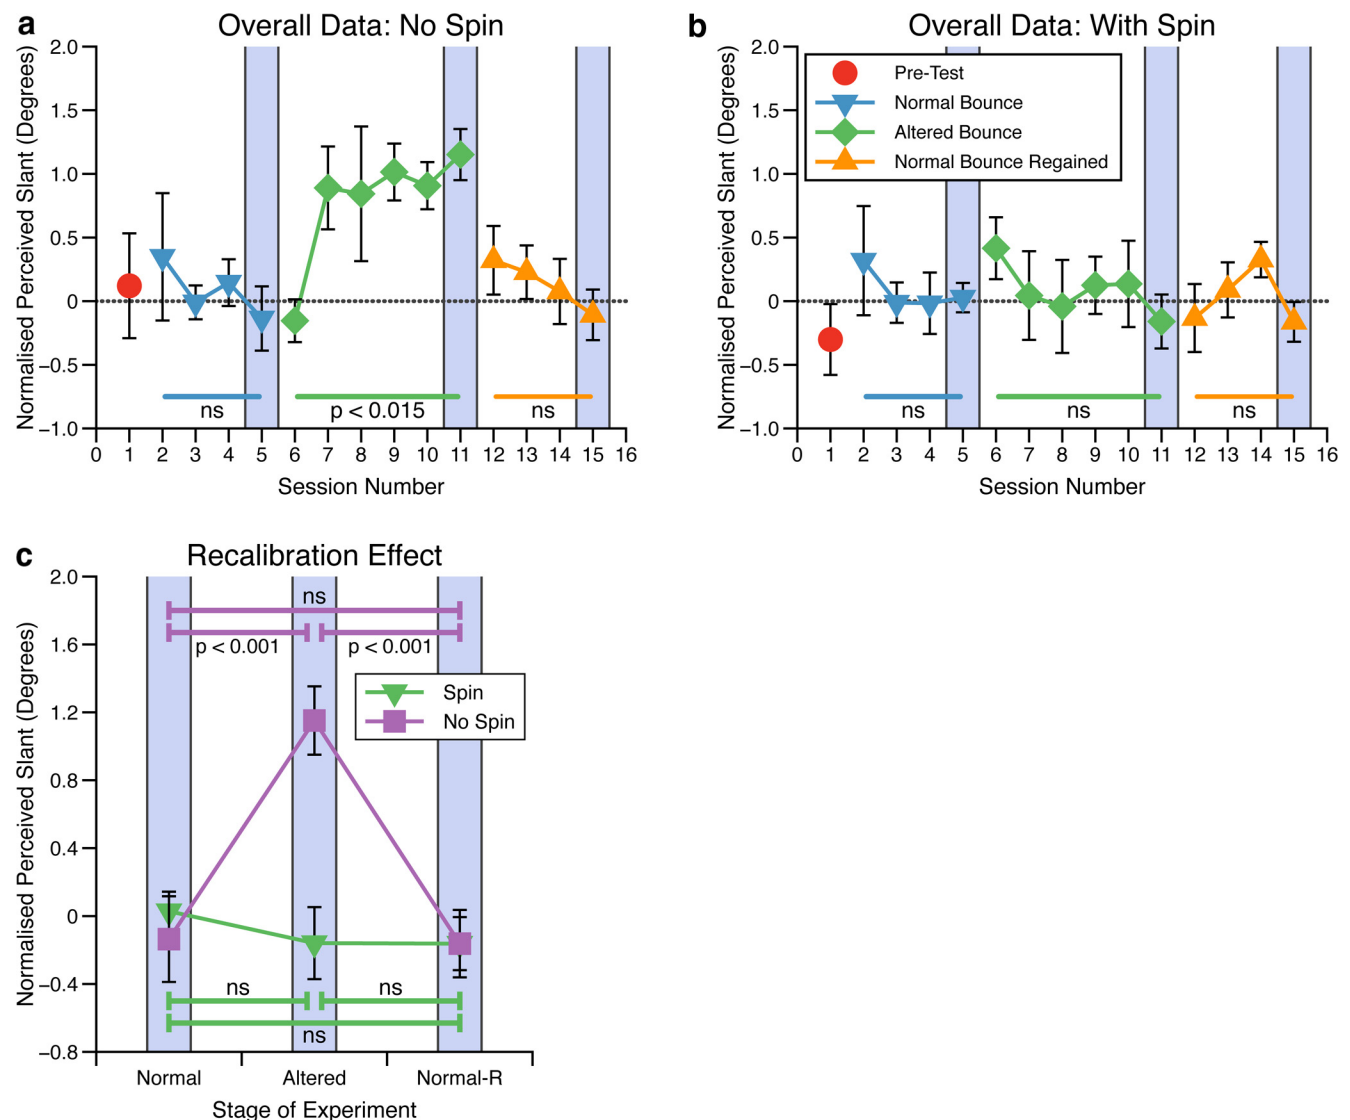 a
Overall Data: No Spin
Normalised Perceived Slant (Degrees)
2.0
1.5
1.0
0.5
0
−0.5
−1.0
ns
p < 0.015
ns
0 1 2 3 4 5 6 7 8 9 10 11 12 13 14 15 16
Session Number
b
Overall Data: With Spin
Normalised Perceived Slant (Degrees)
2.0
1.5
1.0
0.5
0
−0.5
−1.0
Pre-Test
Normal Bounce
Altered Bounce
Normal Bounce Regained
ns
ns
ns
0 1 2 3 4 5 6 7 8 9 10 11 12 13 14 15 16
Session Number
c
Recalibration Effect
Normalised Perceived Slant (Degrees)
2.0
1.6
1.2
0.8
0.4
0
−0.4
−0.8
ns
p < 0.001
p < 0.001
Spin
No Spin
ns
ns
ns
Normal Altered Normal-R
Stage of Experiment